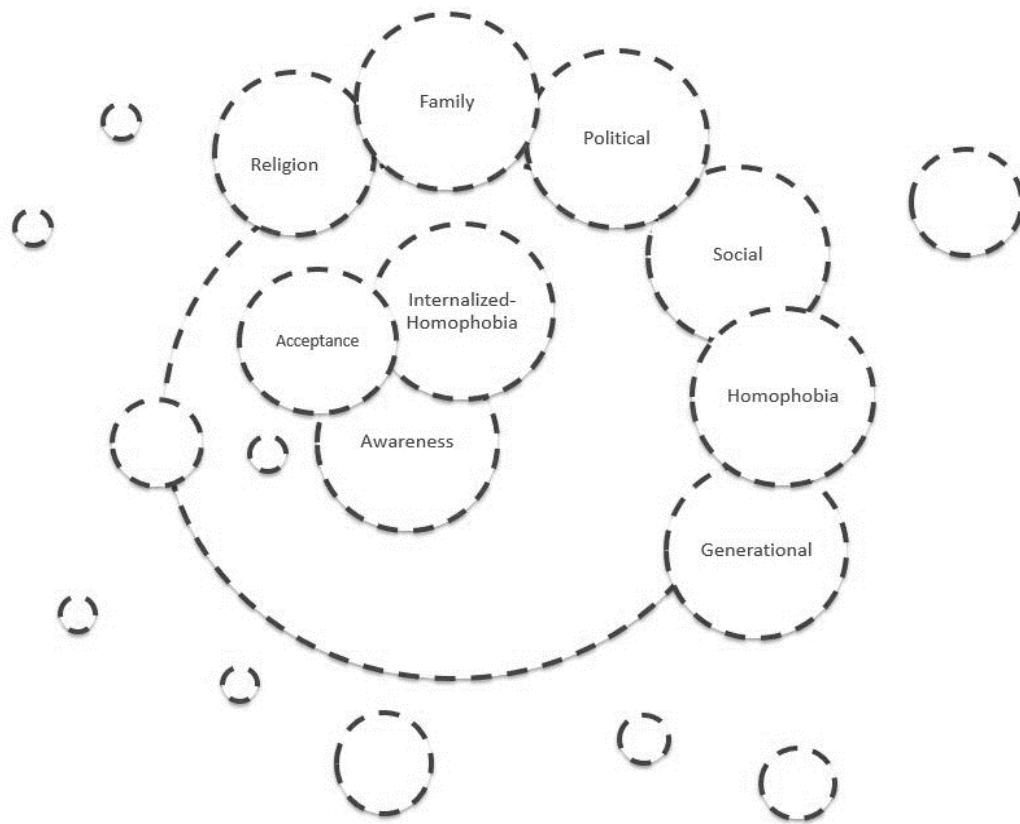 Family
Political
Religion
Social
Internalized-
Homophobia
Acceptance
Homophobia
Awareness
Generational